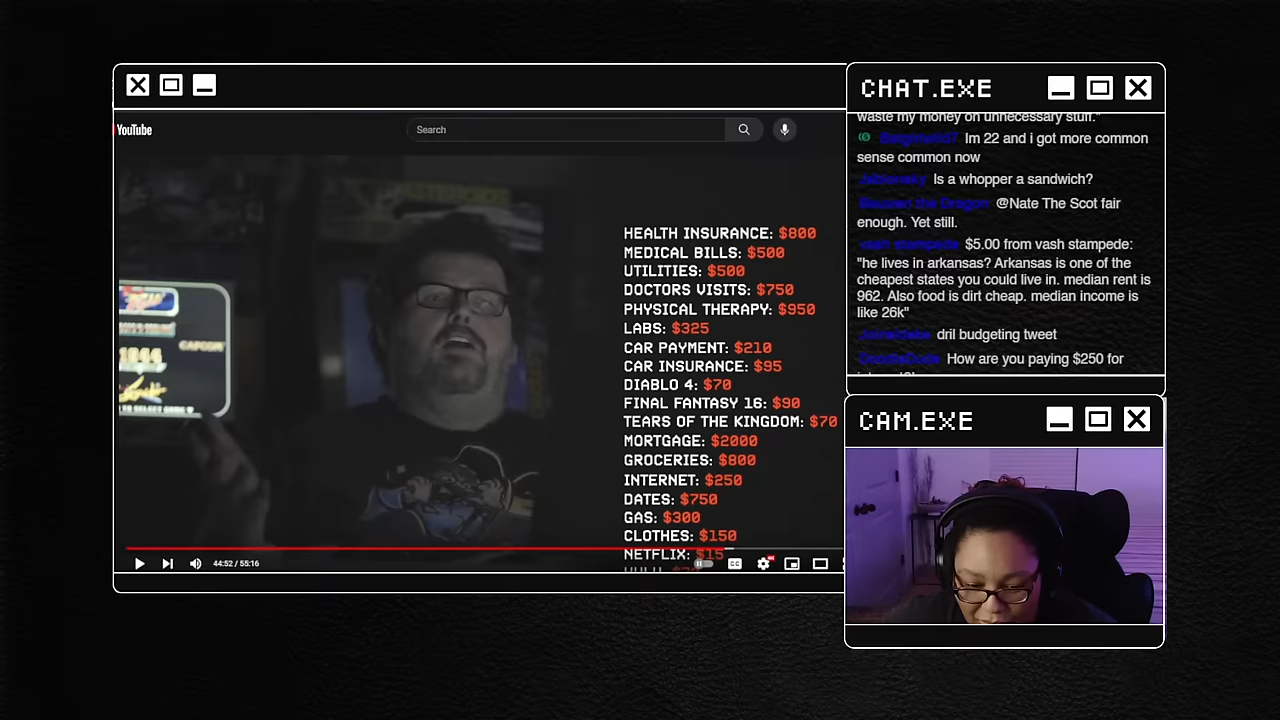 YouTube
Search
HEALTH INSURANCE: $800
MEDICAL BILLS: $500
UTILITIES: $500
DOCTORS VISITS: $750
PHYSICAL THERAPY: $950
LABS: $325
CAR PAYMENT: $210
CAR INSURANCE: $95
DIABLO 4: $70
FINAL FANTASY 16: $90
TEARS OF THE KINGDOM: $70
MORTGAGE: $2000
GROCERIES: $800
INTERNET: $250
DATES: $750
GAS: $300
CLOTHES: $150
NETFLIX: $15
44:52 / 55:16
CAPCOM
CHAT.EXE
waste my money on unnecessary stuff."
Im 22 and i got more common
sense common now
Is a whopper a sandwich?
@Nate The Scot fair
enough. Yet still.
vash stampede $5.00 from vash stampede:
"he lives in arkansas? Arkansas is one of the
cheapest states you could live in. median rent is
962. Also food is dirt cheap. median income is
like 26k"
dril budgeting tweet
How are you paying $250 for
CAM.EXE